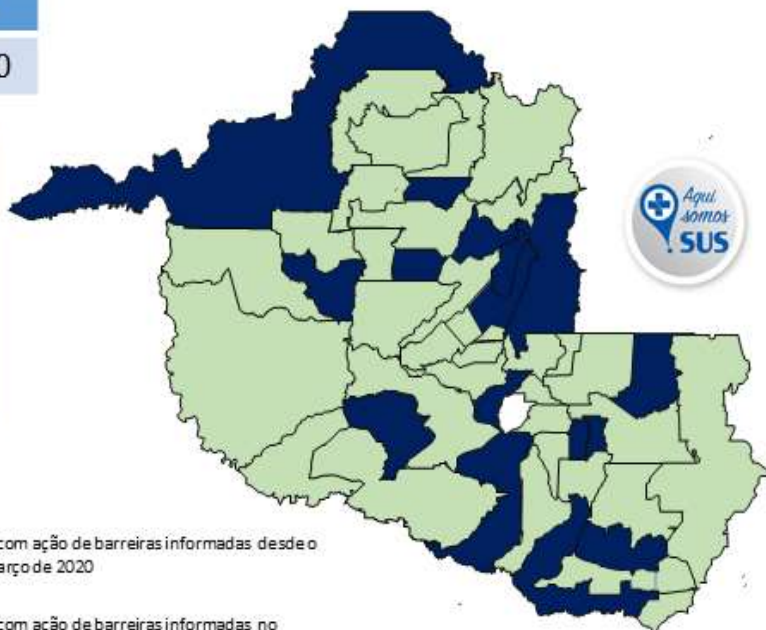 0
Aqui
somos
SUS
com ação de barreiras informadas desde o
arço de 2020
com ação de barreiras informadas no